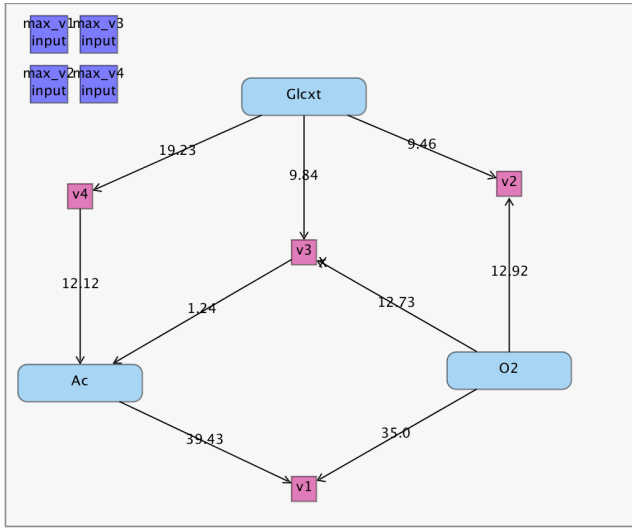 max_v1 max_v3
input input
max_v2 max_v4
input input
Glcxt
19.23
9.84
9.46
v4
v2
v3
12.12
12.92
1.24
12.73
Ac
O2
39.43
35.0
v1